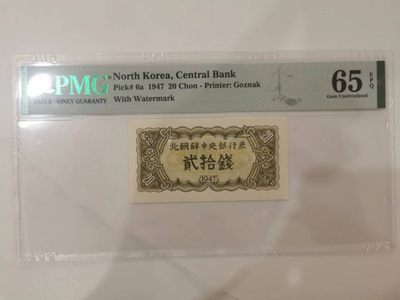 PMG
PAPER MONEY GUARANTY
North Korea, Central Bank
Pick# 6a 1947 20 Chon - Printer: Goznak
With Watermark
65 EPQ
Gem Uncirculated
北朝鮮中央銀行券
貳拾錢
1947